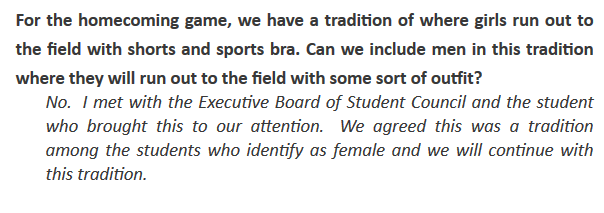 For the homecoming game, we have a tradition of where girls run out to
the field with shorts and sports bra. Can we include men in this tradition
where they will run out to the field with some sort of outfit?
No. I met with the Executive Board of Student Council and the student
who brought this to our attention. We agreed this was a tradition
among the students who identify as female and we will continue with
this tradition.